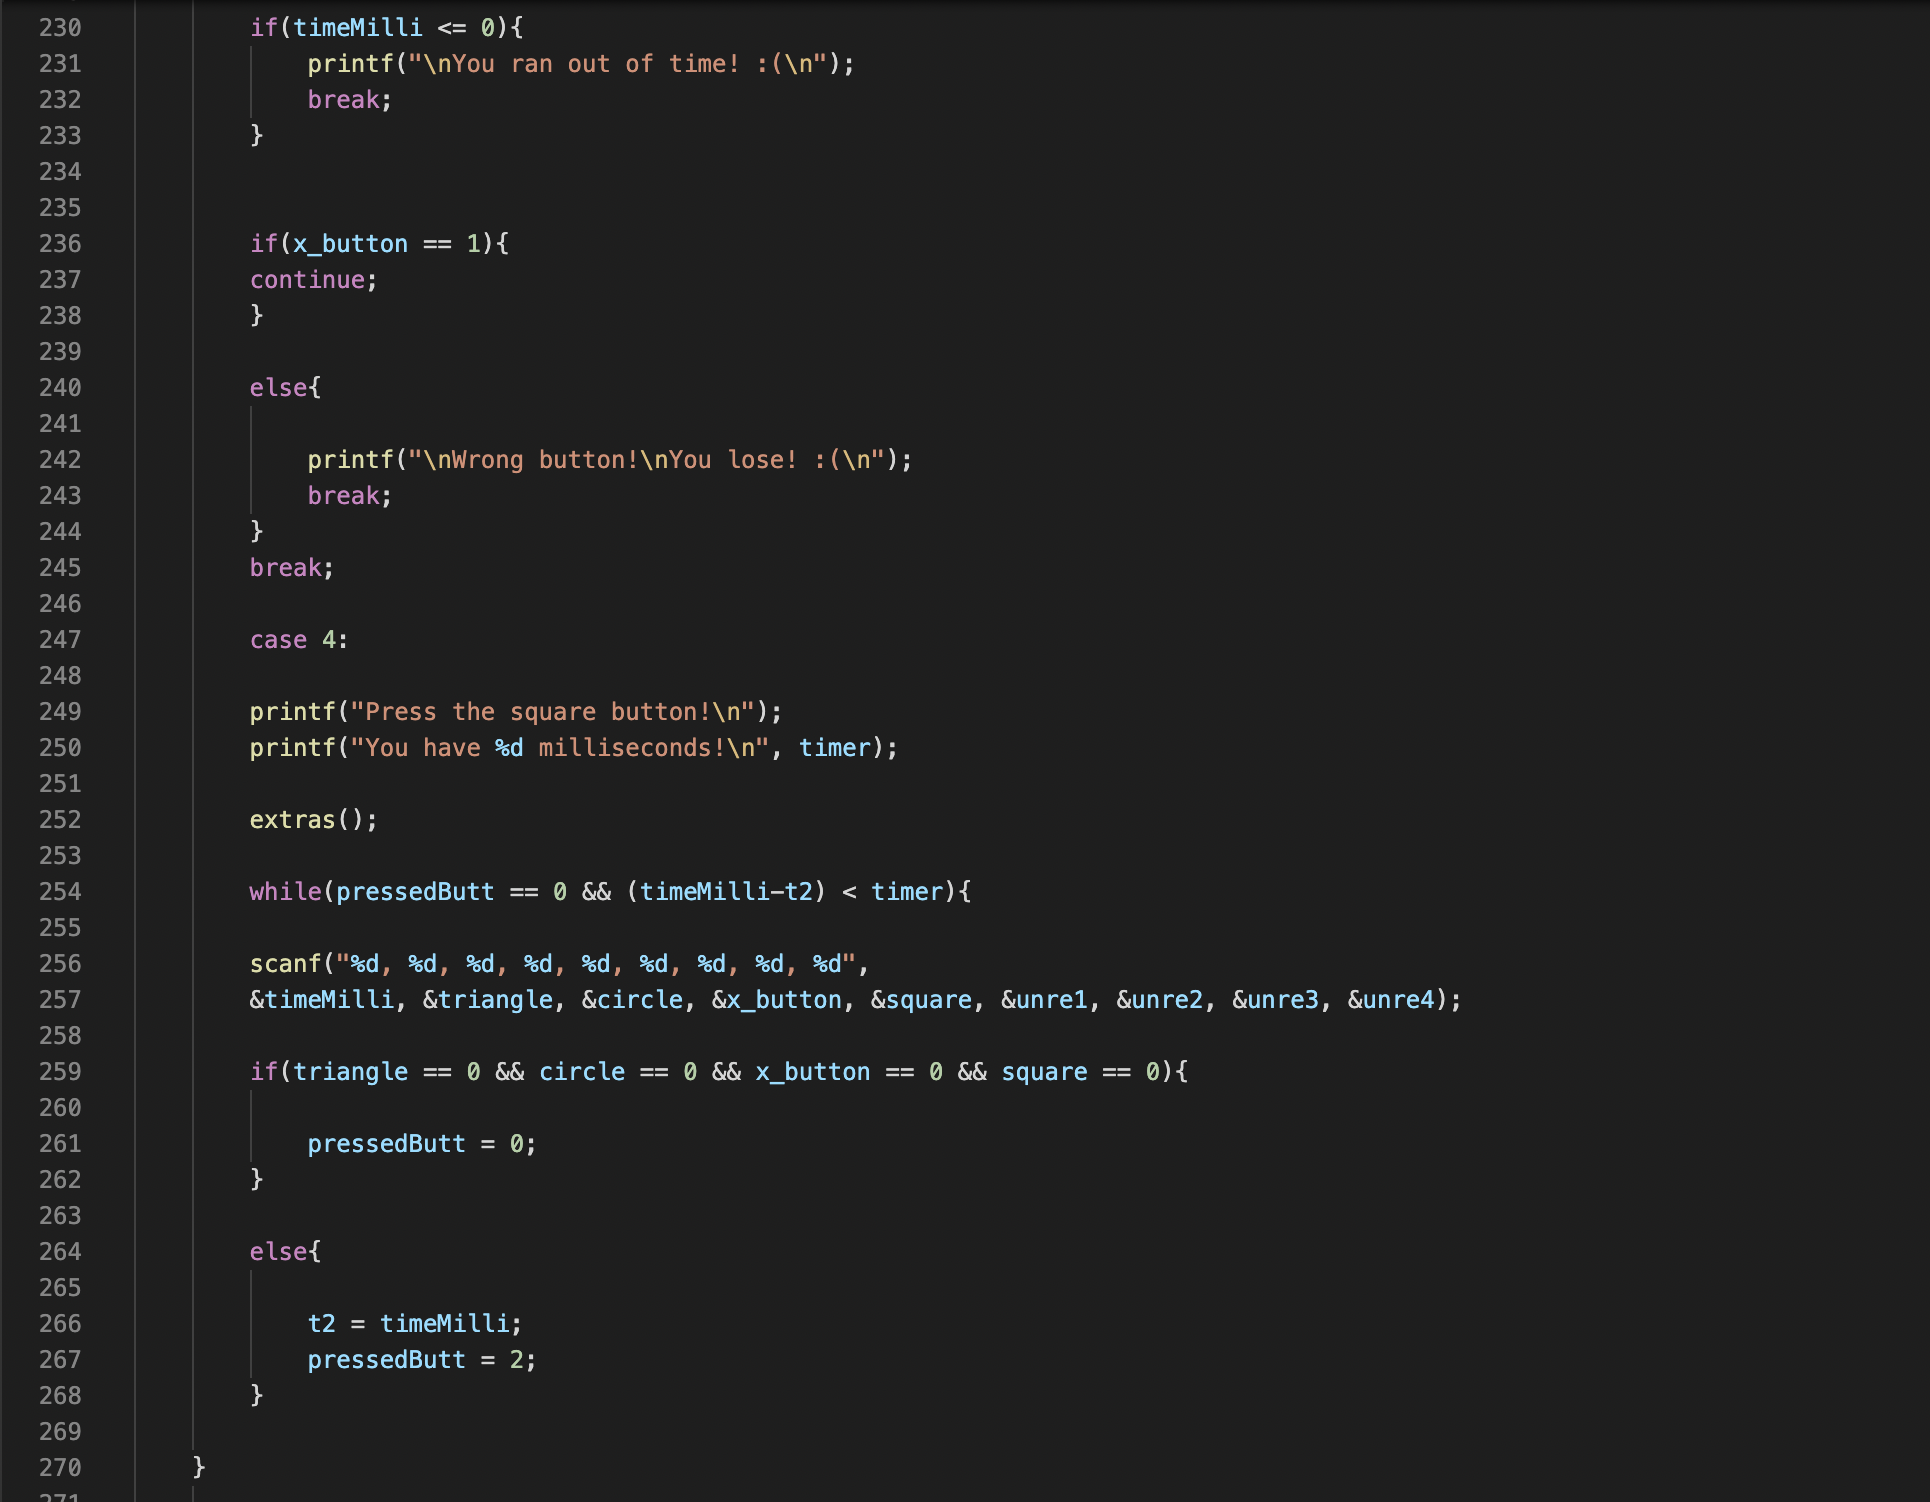 230 if(timeMilli <= 0){
231 printf("\nYou ran out of time! :(\n");
232 break;
233 }
234
235
236 if(x_button == 1){
237 continue;
238 }
239
240 else{
241
242 printf("\nWrong button!\nYou lose! :(\n");
243 break;
244 }
245 break;
246
247 case 4:
248
249 printf("Press the square button!\n");
250 printf("You have %d milliseconds!\n", timer);
251
252 extras();
253
254 while(pressedButt == 0 && (timeMilli-t2) < timer){
255
256 scanf("%d, %d, %d, %d, %d, %d, %d, %d, %d",
257 &timeMilli, &triangle, &circle, &x_button, &square, &unre1, &unre2, &unre3, &unre4);
258
259 if(triangle == 0 && circle == 0 && x_button == 0 && square == 0){
260
261 pressedButt = 0;
262 }
263
264 else{
265
266 t2 = timeMilli;
267 pressedButt = 2;
268 }
269
270 }
271